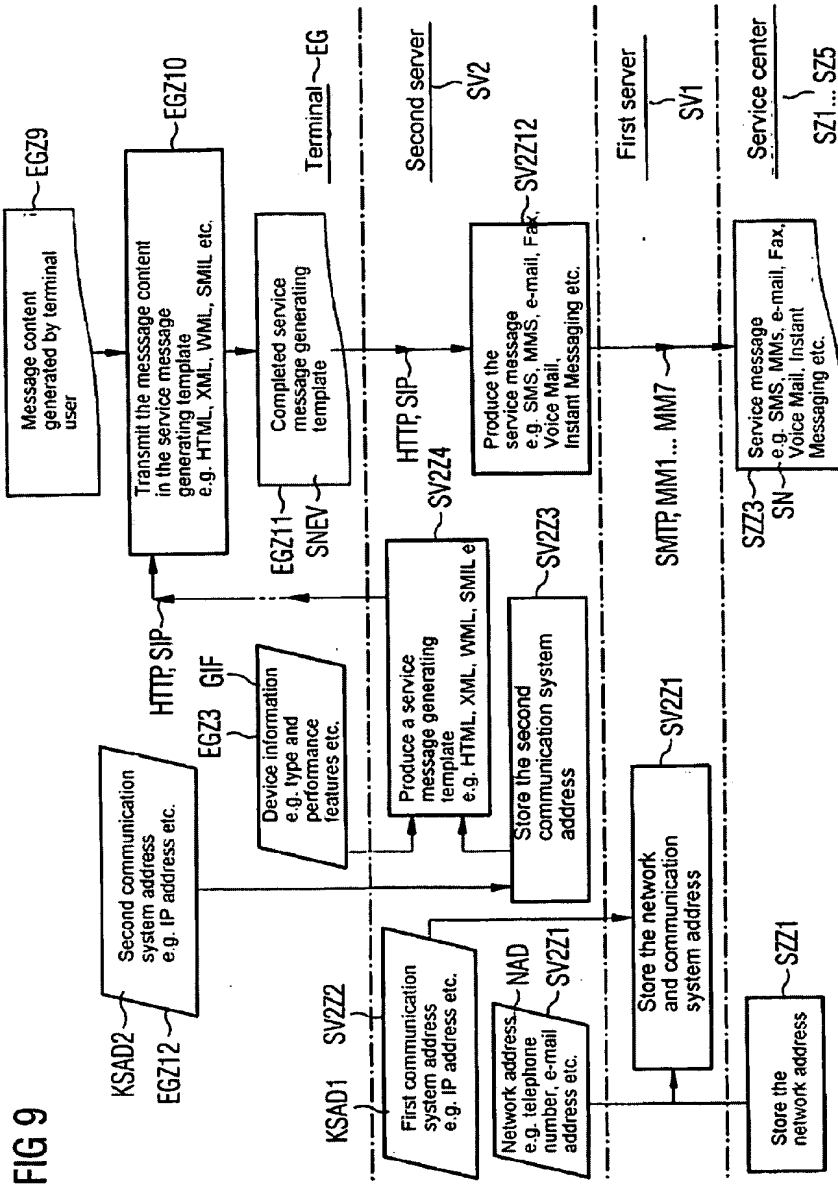 FIG 9
KSAD2
EGZ12
Second communication
system address
e.g. IP address etc.
HTTP, SIP
EGZ3
GIF
Device information
e.g. type and
performance
features etc.
Message content
generated by terminal
user
EGZ9
Transmit the messsage content
in the service message
generating template
e.g. HTML, XML, WML, SMIL etc.
EGZ10
EGZ11
SNEV
Completed service
message generating
template
Terminal
EG
KSAD1
SV2Z2
First communication
system address
e.g. IP address etc.
Network address
e.g. telephone
number, e-mail
address etc.
NAD
SV2Z1
Produce a service
message generating
template
e.g. HTML, XML, WML, SMIL e
SV2Z4
Store the second
communication system
address
SV2Z3
HTTP, SIP
Produce the
service message
e.g. SMS, MMS, e-mail, Fax,
Voice Mail,
Instant Messaging etc.
SV2Z12
Second server
SV2
Store the network
and communication
system address
SV2Z1
SMTP, MM1... MM7
First server
SV1
Store the
network address
SZZ1
SZZ3
SN
Service message
e.g. SMS, MMs, e-mail, Fax,
Voice Mail, Instant
Messaging etc.
Service center
SZ1... SZ5